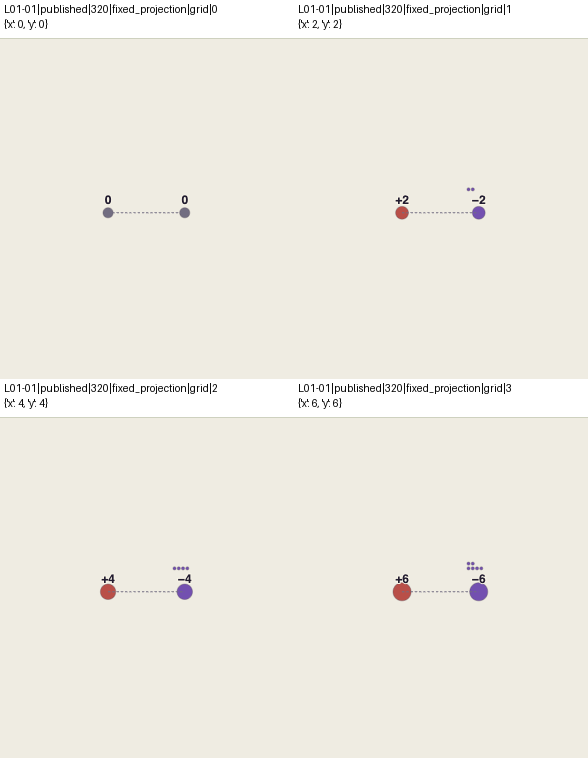 L01-01|published|320|fixed_projection|grid|0
{'x': 0, 'y': 0}
0 0
L01-01|published|320|fixed_projection|grid|1
{'x': 2, 'y': 2}
+2 −2
L01-01|published|320|fixed_projection|grid|2
{'x': 4, 'y': 4}
+4 −4
L01-01|published|320|fixed_projection|grid|3
{'x': 6, 'y': 6}
+6 −6